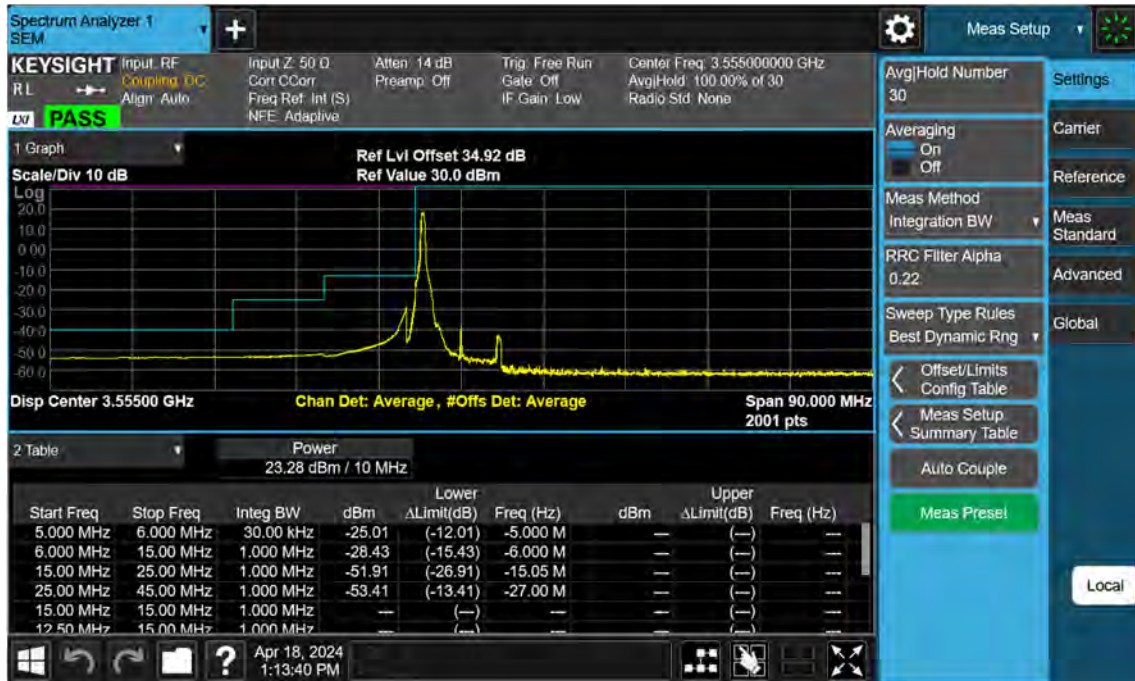 Spectrum Analyzer 1
SEM
Meas Setup
KEYSIGHT
RL
LXI
PASS
Input: RF
Coupling: DC
Align: Auto
Input Z: 50 Ω
Corr CCorr
Freq Ref: Int (S)
NFE: Adaptive
Atten: 14 dB
Preamp: Off
Trig: Free Run
Gate: Off
IF Gain: Low
Center Freq: 3.555000000 GHz
Avg|Hold: 100.00% of 30
Radio Std: None
1 Graph
Scale/Div 10 dB
Ref Lvl Offset 34.92 dB
Ref Value 30.0 dBm
Log
20.0
10.0
0.00
-10.0
-20.0
-30.0
-40.0
-50.0
-60.0
Disp Center 3.55500 GHz
Chan Det: Average, #Offs Det: Average
Span 90.000 MHz
2001 pts
2 Table
Power
23.28 dBm / 10 MHz
Lower Upper
Start Freq Stop Freq Integ BW dBm ΔLimit(dB) Freq (Hz) dBm ΔLimit(dB) Freq (Hz)
5.000 MHz 6.000 MHz 30.00 kHz -25.01 (-12.01) -5.000 M --- (---) ---
6.000 MHz 15.00 MHz 1.000 MHz -28.43 (-15.43) -6.000 M --- (---) ---
15.00 MHz 25.00 MHz 1.000 MHz -51.91 (-26.91) -15.05 M --- (---) ---
25.00 MHz 45.00 MHz 1.000 MHz -53.41 (-13.41) -27.00 M --- (---) ---
15.00 MHz 15.00 MHz 1.000 MHz --- (---) --- --- (---) ---
12.50 MHz 15.00 MHz 1.000 MHz --- (---) --- --- (---) ---
?
Apr 18, 2024
1:13:40 PM
Avg|Hold Number
30
Averaging
On
Off
Meas Method
Integration BW
RRC Filter Alpha
0.22
Sweep Type Rules
Best Dynamic Rng
Offset/Limits
Config Table
Meas Setup
Summary Table
Auto Couple
Meas Preset
Settings
Carrier
Reference
Meas
Standard
Advanced
Global
Local